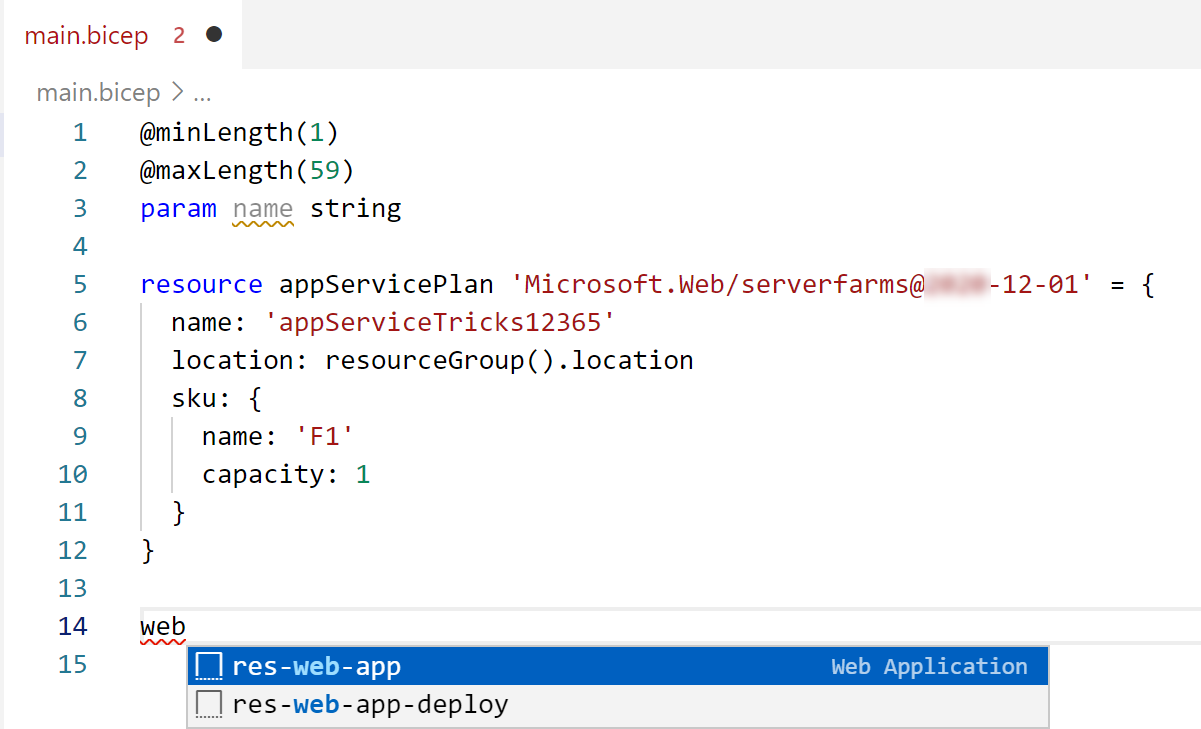 main.bicep 2
main.bicep > ...
1 @minLength(1)
2 @maxLength(59)
3 param name string
4
5 resource appServicePlan 'Microsoft.Web/serverfarms@-12-01' = {
6 name: 'appServiceTricks12365'
7 location: resourceGroup().location
8 sku: {
9 name: 'F1'
10 capacity: 1
11 }
12 }
13
14 web
15
res-web-app Web Application
res-web-app-deploy